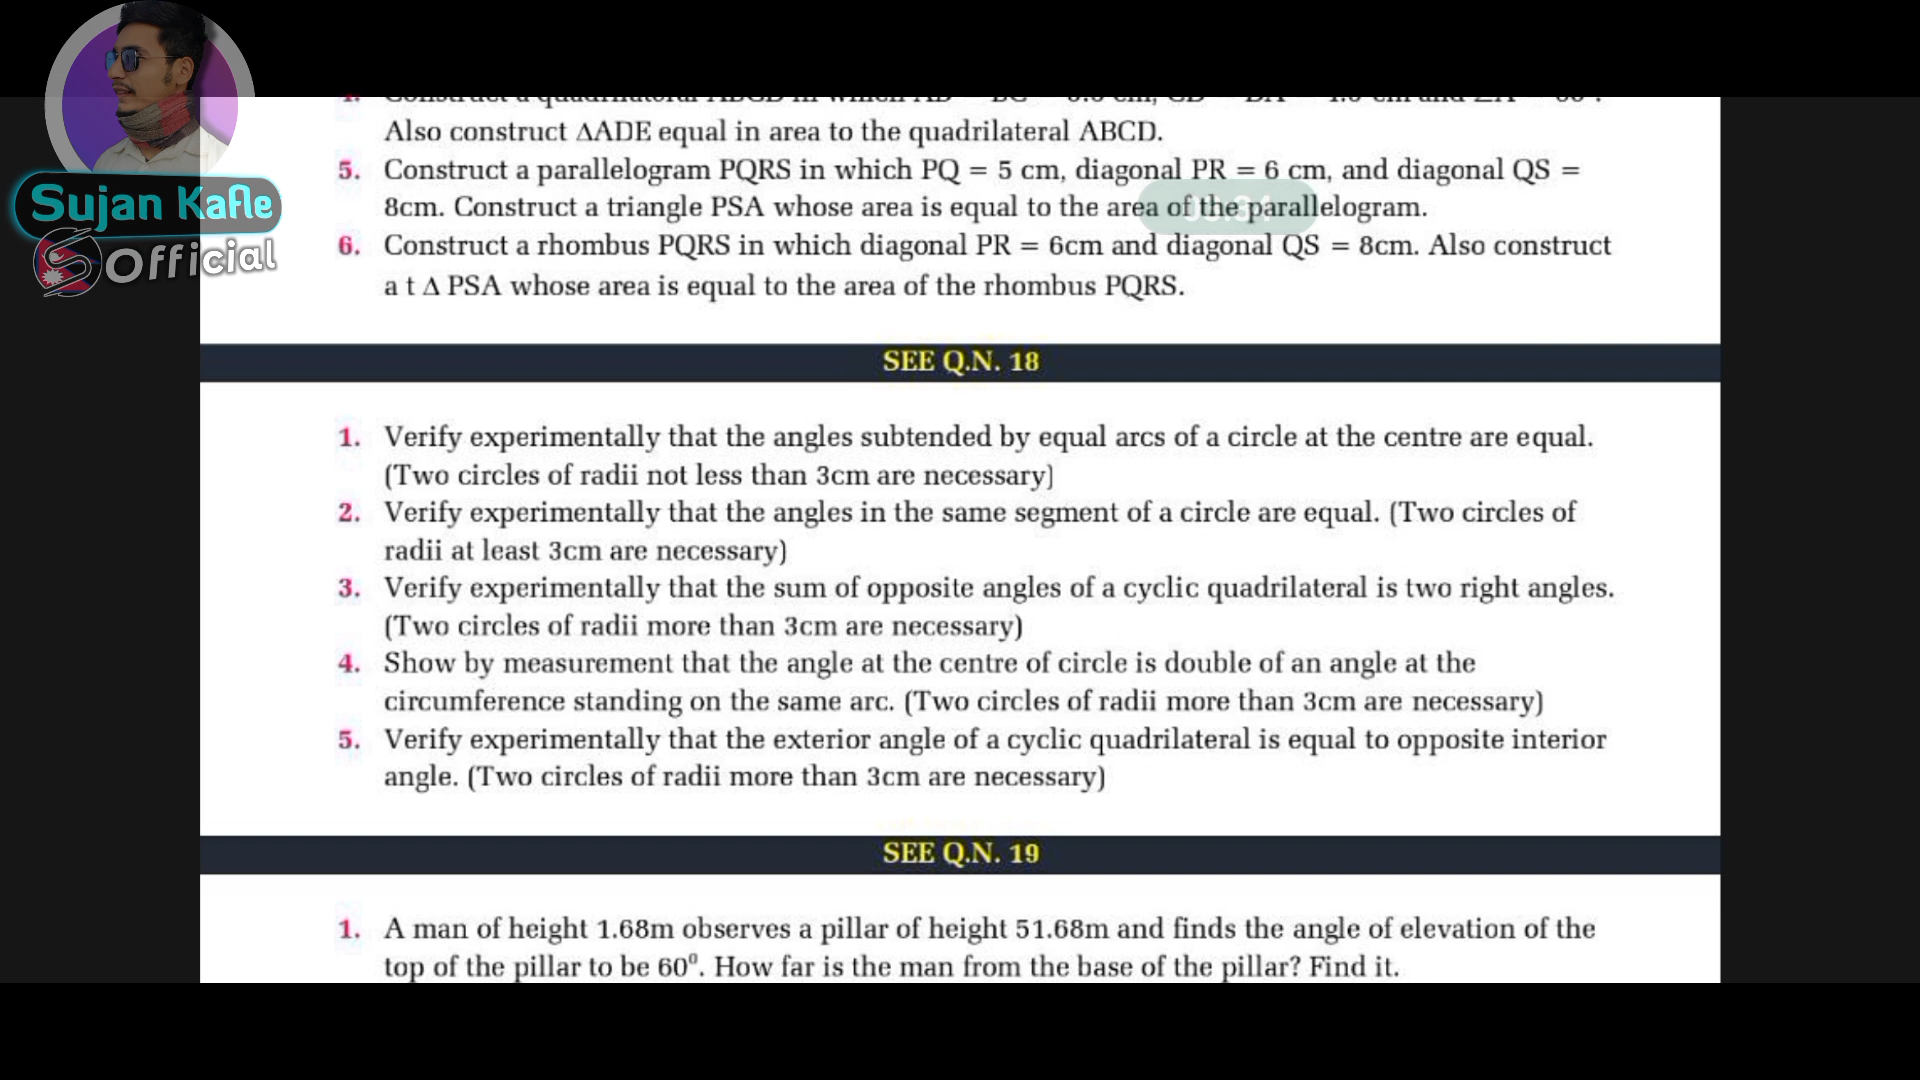 Sujan Kafle
Official
Also construct ΔADE equal in area to the quadrilateral ABCD.
5. Construct a parallelogram PQRS in which PQ = 5 cm, diagonal PR = 6 cm, and diagonal QS =
8cm. Construct a triangle PSA whose area is equal to the area of the parallelogram.
6. Construct a rhombus PQRS in which diagonal PR = 6cm and diagonal QS = 8cm. Also construct
a t Δ PSA whose area is equal to the area of the rhombus PQRS.
SEE Q.N. 18
1. Verify experimentally that the angles subtended by equal arcs of a circle at the centre are equal.
(Two circles of radii not less than 3cm are necessary)
2. Verify experimentally that the angles in the same segment of a circle are equal. (Two circles of
radii at least 3cm are necessary)
3. Verify experimentally that the sum of opposite angles of a cyclic quadrilateral is two right angles.
(Two circles of radii more than 3cm are necessary)
4. Show by measurement that the angle at the centre of circle is double of an angle at the
circumference standing on the same arc. (Two circles of radii more than 3cm are necessary)
5. Verify experimentally that the exterior angle of a cyclic quadrilateral is equal to opposite interior
angle. (Two circles of radii more than 3cm are necessary)
SEE Q.N. 19
1. A man of height 1.68m observes a pillar of height 51.68m and finds the angle of elevation of the
top of the pillar to be 60⁰. How far is the man from the base of the pillar? Find it.